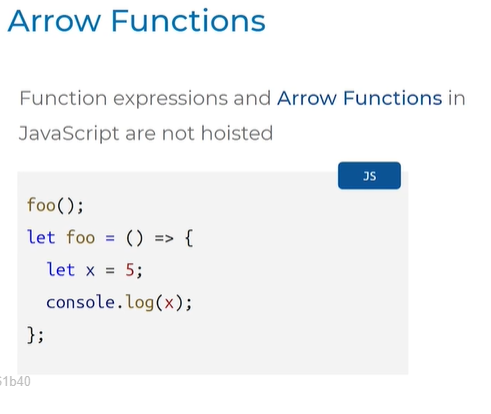 Arrow Functions
Function expressions and Arrow Functions in
JavaScript are not hoisted
JS
foo();
let foo = () => {
  let x = 5;
  console.log(x);
};
61b40